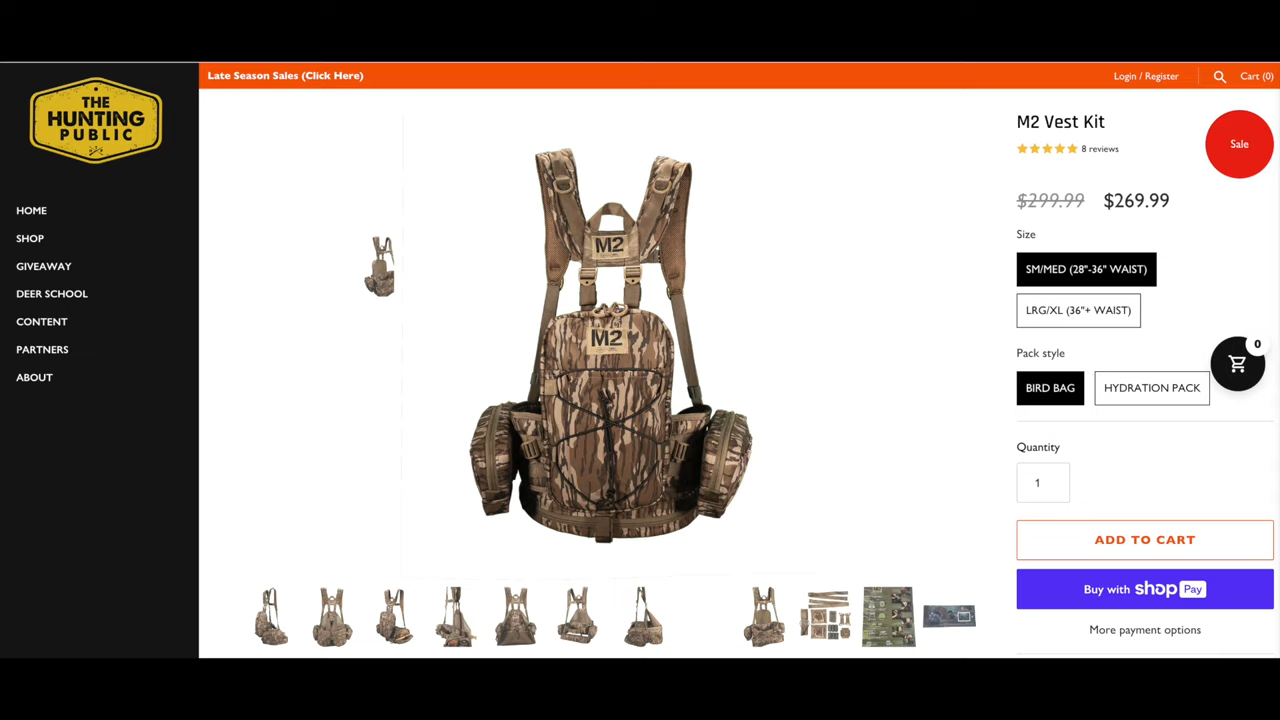 THE
HUNTING
PUBLIC
HOME
SHOP
GIVEAWAY
DEER SCHOOL
CONTENT
PARTNERS
ABOUT
Late Season Sales (Click Here)
Login / Register
Cart (0)
M2
M2
M2 Vest Kit
8 reviews
Sale
$299.99 $269.99
Size
SM/MED (28"-36" WAIST)
LRG/XL (36"+ WAIST)
Pack style
BIRD BAG
HYDRATION PACK
0
Quantity
1
ADD TO CART
Buy with shop Pay
More payment options